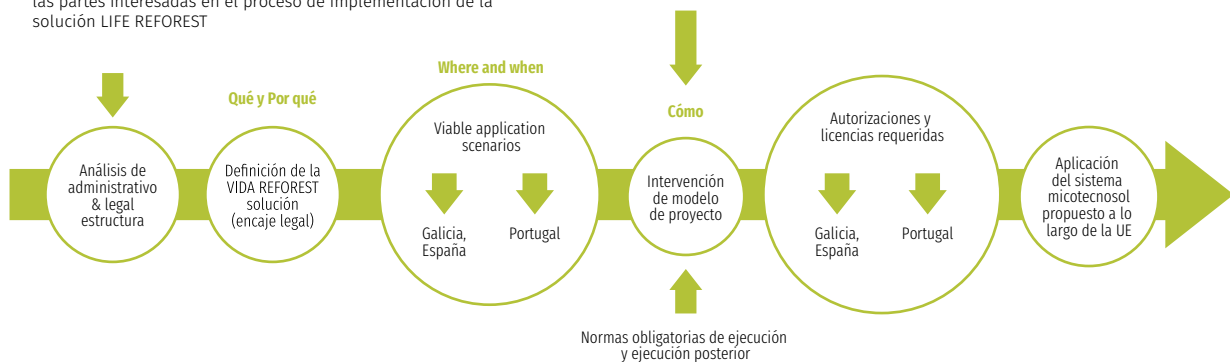 las partes interesadas en el proceso de implementación de la
solución LIFE REFOREST
Análisis de
administrativo
& legal
estructura
Qué y Por qué
Definición de la
VIDA REFOREST
solución
(encaje legal)
Where and when
Viable application
scenarios
Galicia,
España
Portugal
Cómo
Intervención
de modelo
de proyecto
Normas obligatorias de ejecución
y ejecución posterior
Autorizaciones y
licencias requeridas
Galicia,
España
Portugal
Aplicación
del sistema
micotecnosol
propuesto a lo
largo de la UE